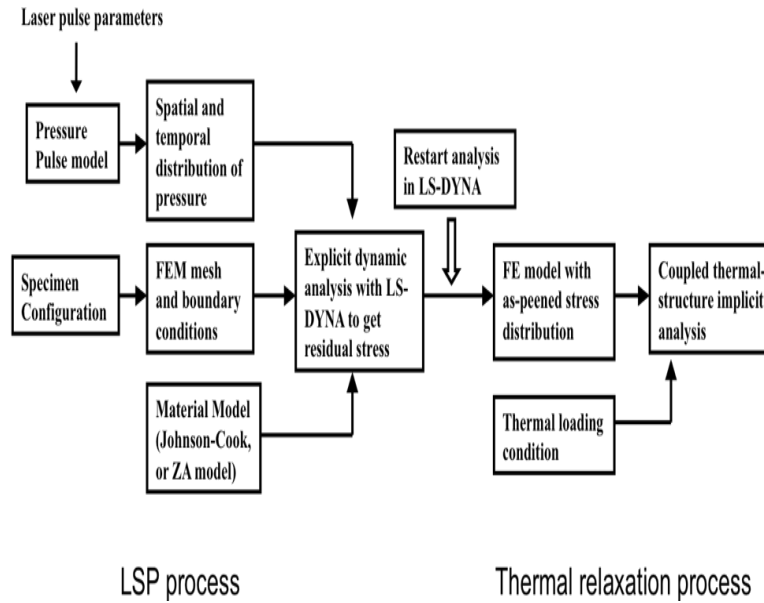 Laser pulse parameters
Pressure
Pulse model
Spatial and
temporal
distribution of
pressure
Restart analysis
in LS-DYNA
Specimen
Configuration
FEM mesh
and boundary
conditions
Explicit dynamic
analysis with LS-
DYNA to get
residual stress
FE model with
as-peened stress
distribution
Coupled thermal-
structure implicit
analysis
Material Model
(Johnson-Cook,
or ZA model)
Thermal loading
condition
LSP process
Thermal relaxation process